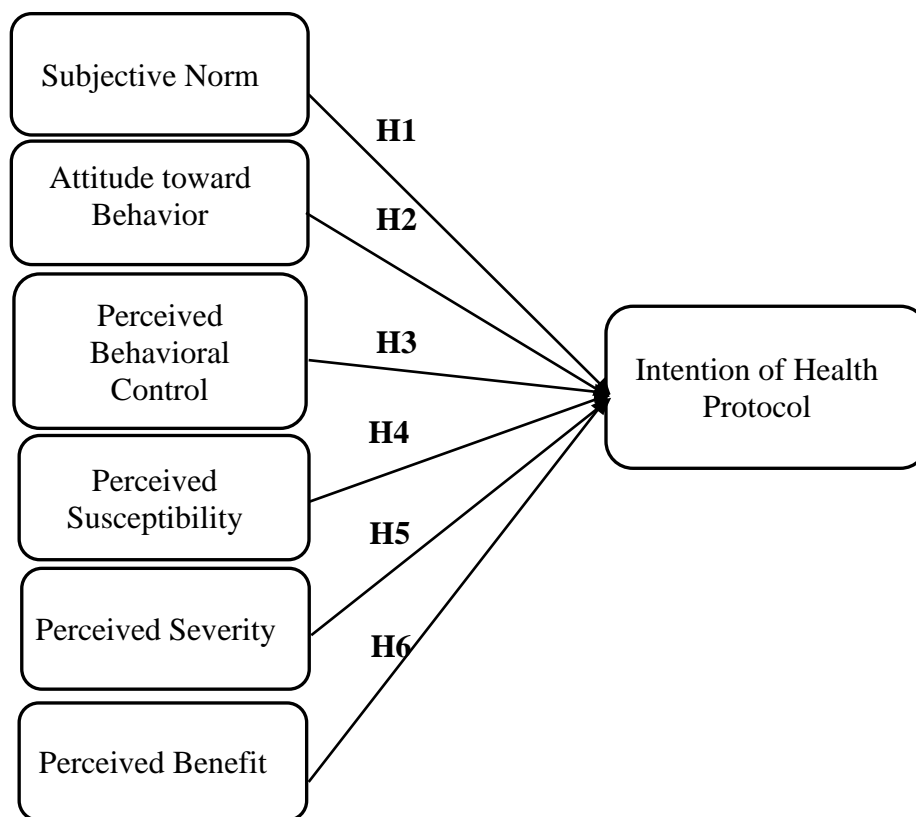 Subjective Norm
H1
Attitude toward
Behavior
H2
Perceived
Behavioral
Control
H3
Intention of Health
Protocol
H4
Perceived
Susceptibility
H5
Perceived Severity
H6
Perceived Benefit